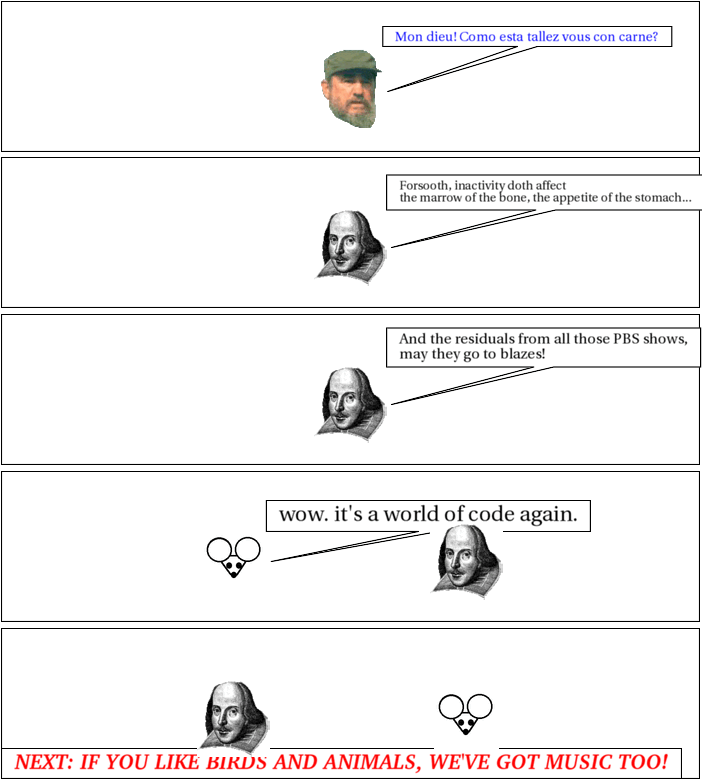 Mon dieu! Como esta tallez vous con carne?
Forsooth, inactivity doth affect
the marrow of the bone, the appetite of the stomach...
And the residuals from all those PBS shows,
may they go to blazes!
wow. it's a world of code again.
NEXT: IF YOU LIKE BIRDS AND ANIMALS, WE'VE GOT MUSIC TOO!